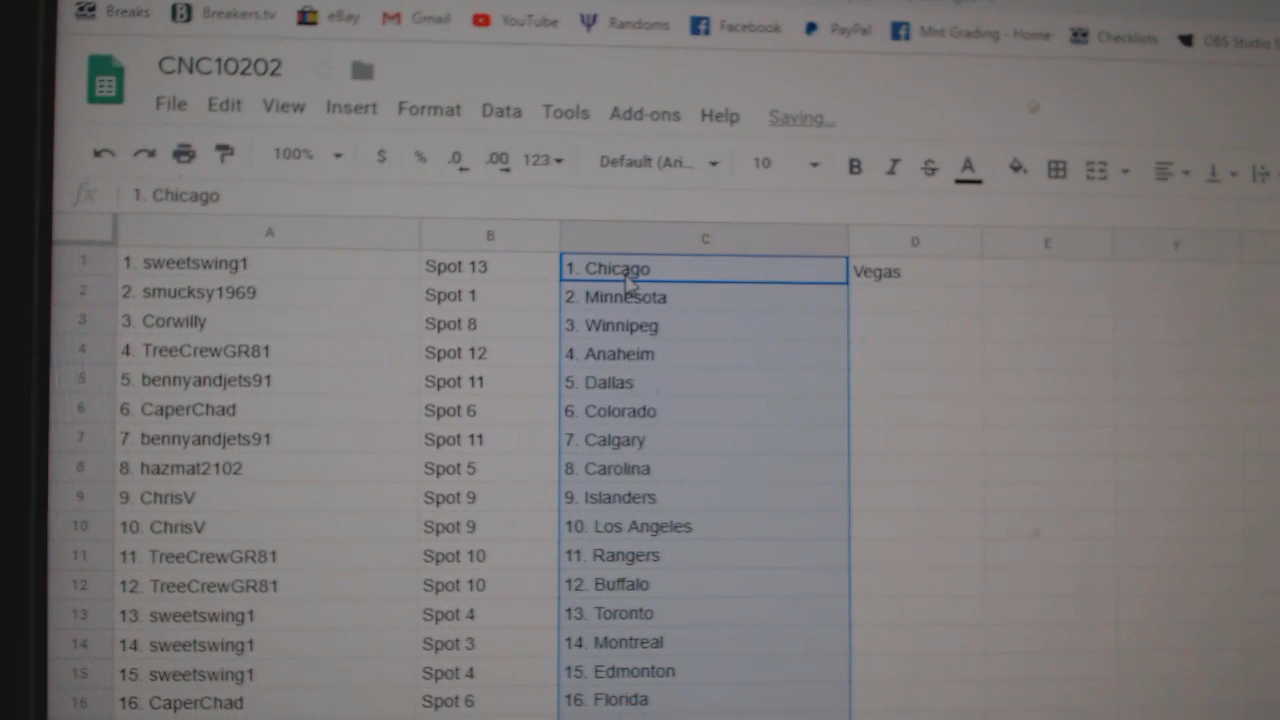 Breaks Breakers.tv eBay Gmail YouTube Randoms Facebook PayPal Mnt Grading - Home Checklists OBS Studio
CNC10202
File Edit View Insert Format Data Tools Add-ons Help Saving...
100% $ % .0 .00 123 Default (Ari... 10 B I S A
fx 1. Chicago
A B C D E F
1 1. sweetswing1 Spot 13 1. Chicago Vegas
2 2. smucksy1969 Spot 1 2. Minnesota
3 3. Corwilly Spot 8 3. Winnipeg
4 4. TreeCrewGR81 Spot 12 4. Anaheim
5 5. bennyandjets91 Spot 11 5. Dallas
6 6. CaperChad Spot 6 6. Colorado
7 7. bennyandjets91 Spot 11 7. Calgary
8 8. hazmat2102 Spot 5 8. Carolina
9 9. ChrisV Spot 9 9. Islanders
10 10. ChrisV Spot 9 10. Los Angeles
11 11. TreeCrewGR81 Spot 10 11. Rangers
12 12. TreeCrewGR81 Spot 10 12. Buffalo
13 13. sweetswing1 Spot 4 13. Toronto
14 14. sweetswing1 Spot 3 14. Montreal
15 15. sweetswing1 Spot 4 15. Edmonton
16 16. CaperChad Spot 6 16. Florida